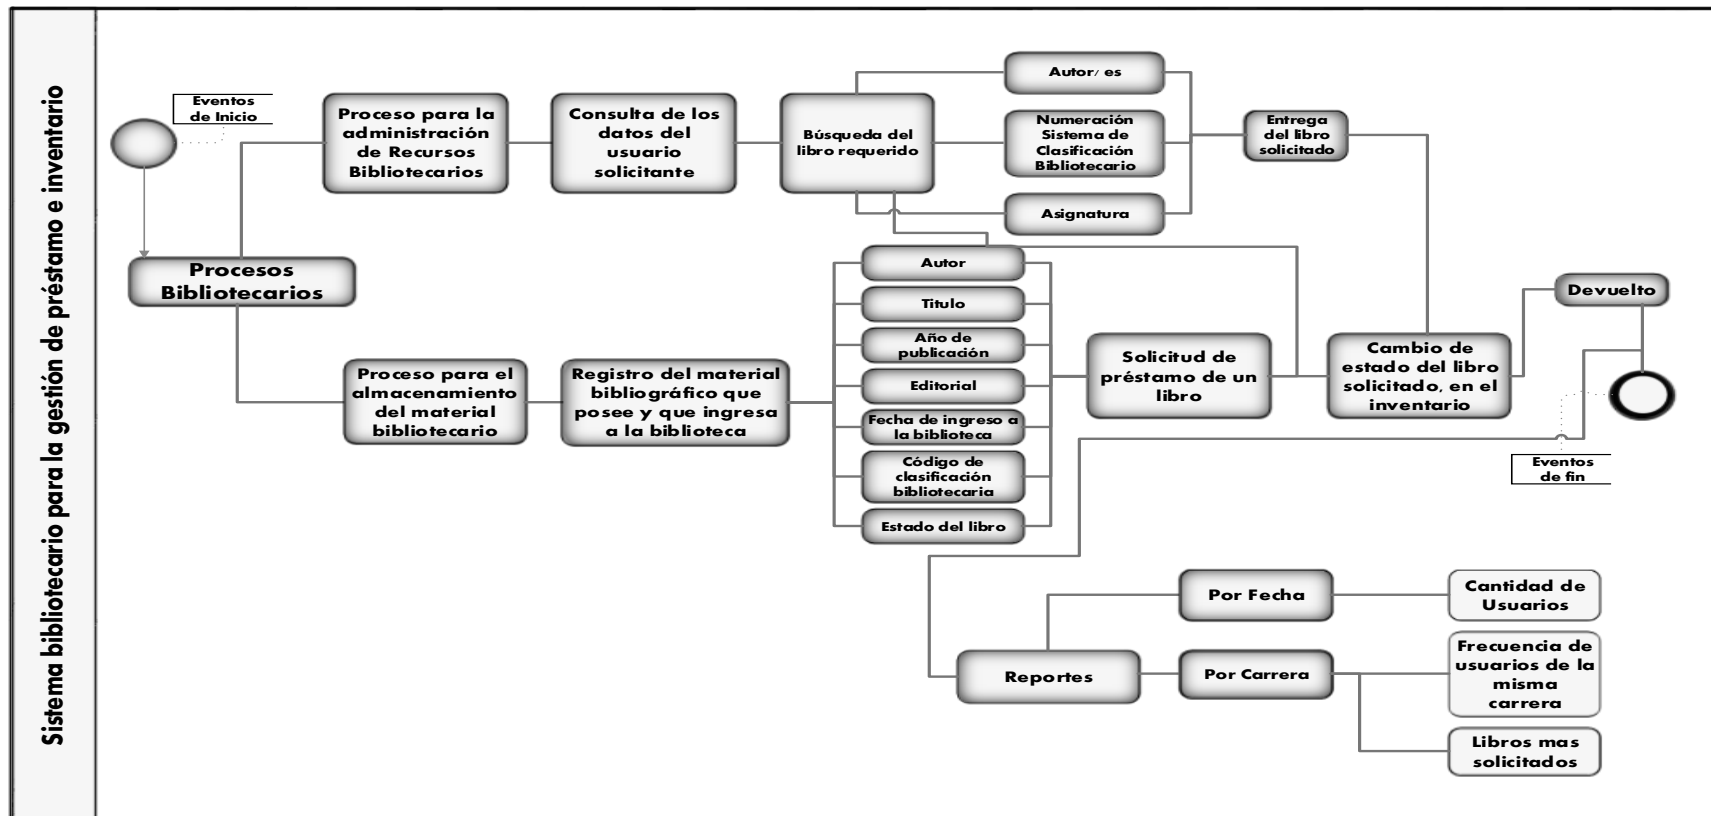 Sistema bibliotecario para la gestión de préstamo e inventario
Eventos
de Inicio
Proceso para la
administración
de Recursos
Bibliotecarios
Consulta de los
datos del
usuario
solicitante
Búsqueda del
libro requerido
Autor/ es
Numeración
Sistema de
Clasificación
Bibliotecario
Asignatura
Entrega
del libro
solicitado
Procesos
Bibliotecarios
Proceso para el
almacenamiento
del material
bibliotecario
Registro del material
bibliográfico que
posee y que ingresa
a la biblioteca
Autor
Titulo
Año de
publicación
Editorial
Fecha de ingreso a
la biblioteca
Código de
clasificación
bibliotecaria
Estado del libro
Solicitud de
préstamo de un
libro
Cambio de
estado del libro
solicitado, en el
inventario
Devuelto
Eventos
de fin
Reportes
Por Fecha
Cantidad de
Usuarios
Por Carrera
Frecuencia de
usuarios de la
misma
carrera
Libros mas
solicitados